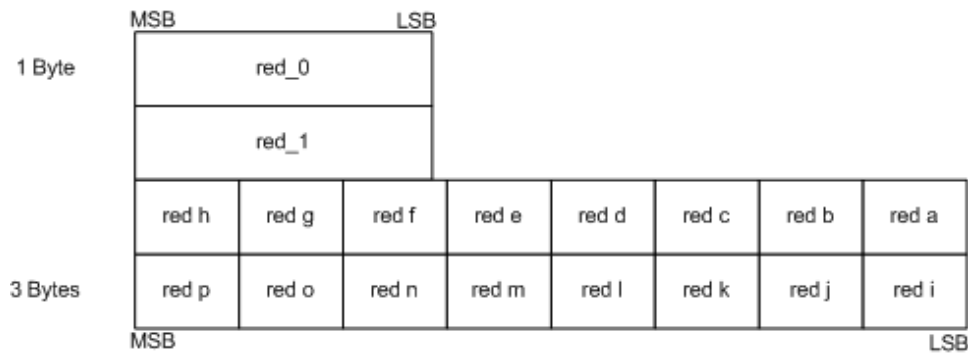 MSB LSB
1 Byte red_0
red_1
red h red g red f red e red d red c red b red a
3 Bytes red p red o red n red m red l red k red j red i
MSB LSB